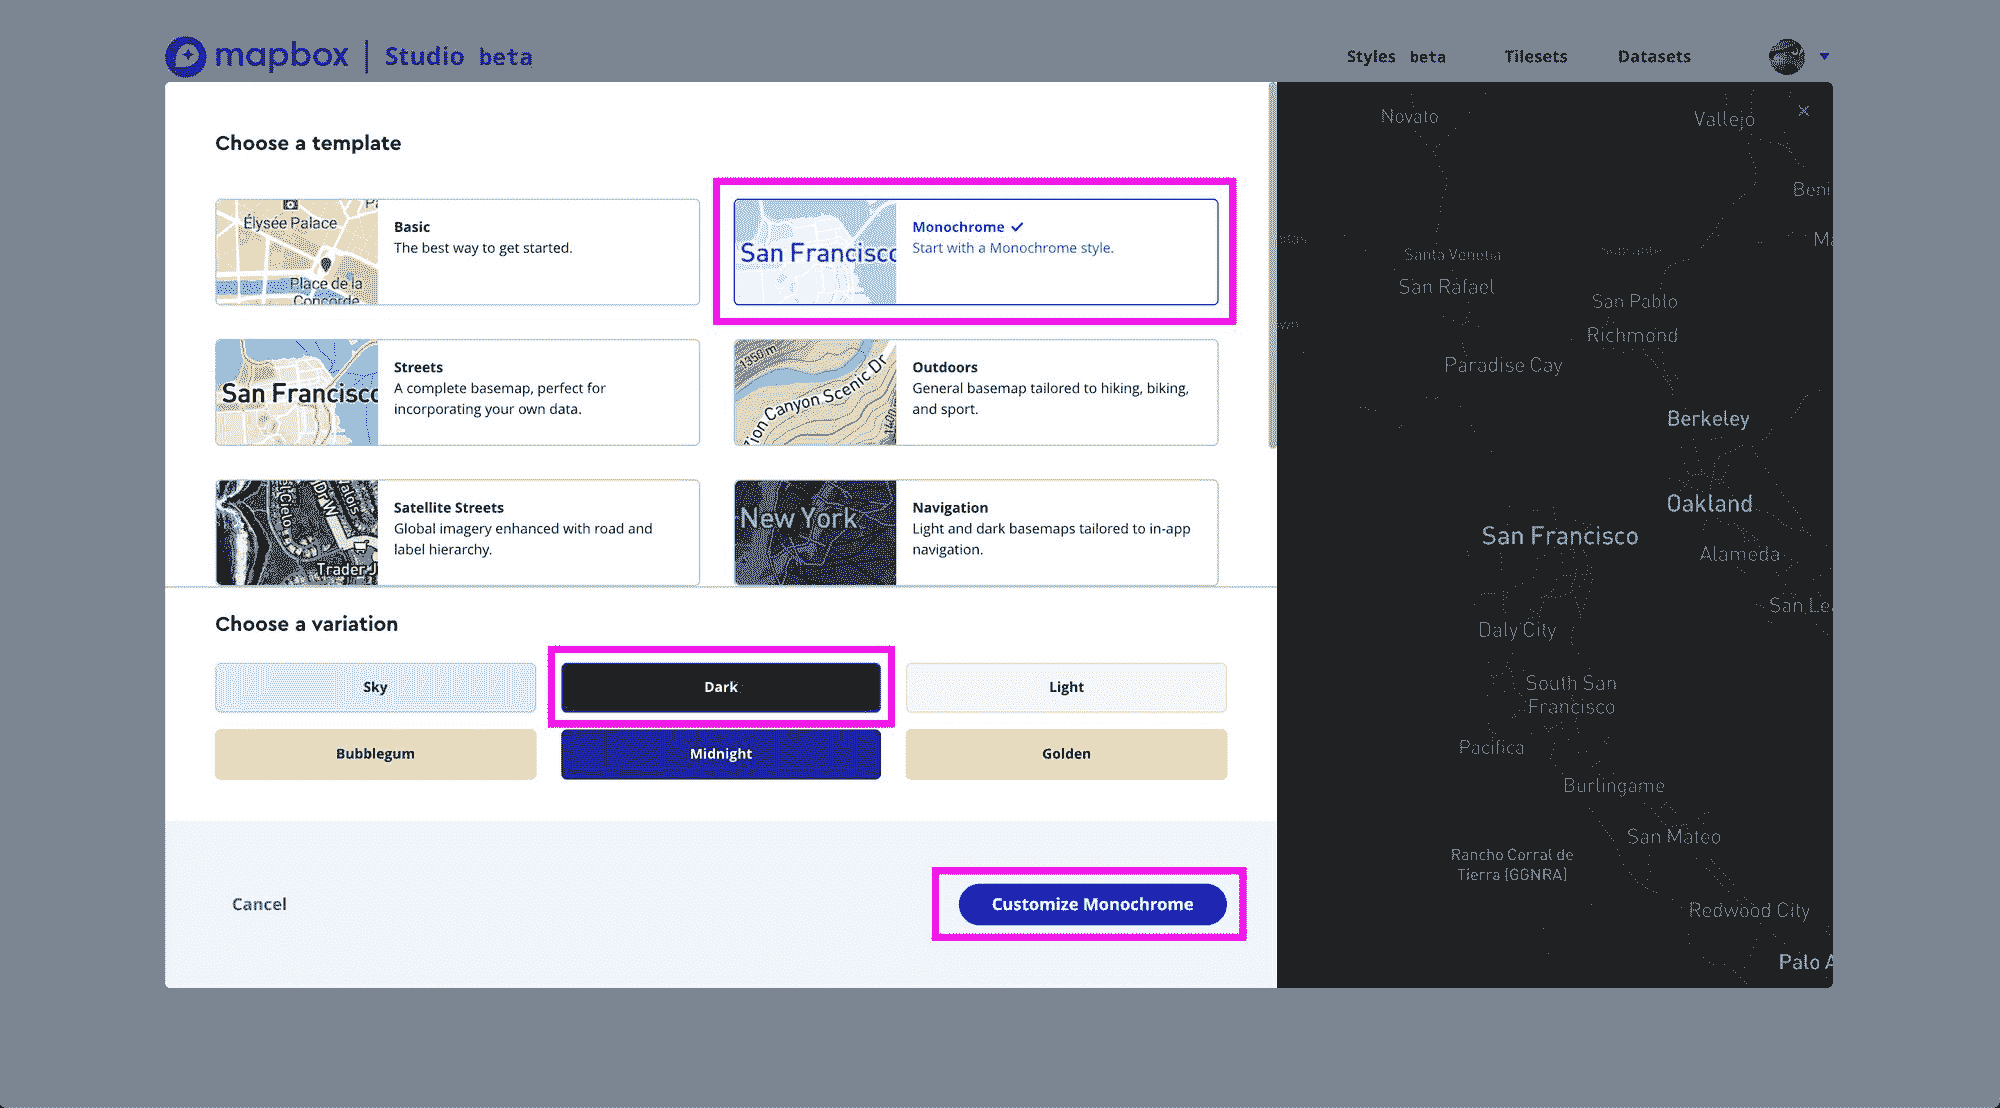 mapbox | Studio beta
Styles beta
Tilesets
Datasets
Choose a template
Élysée Palace
Place de la
Concorde
Basic
The best way to get started.
San Francisco
Monochrome ✓
Start with a Monochrome style.
San Francisco
Streets
A complete basemap, perfect for
incorporating your own data.
1350 m
Zion Canyon Scenic Dr
1400
Outdoors
General basemap tailored to hiking, biking,
and sport.
Trader J
Satellite Streets
Global imagery enhanced with road and
label hierarchy.
New York
Navigation
Light and dark basemaps tailored to in-app
navigation.
Choose a variation
Sky
Dark
Light
Bubblegum
Midnight
Golden
Cancel
Customize Monochrome
Novato
Vallejo
Beni
Ma
Santa Venetia
San Rafael
San Pablo
Richmond
Paradise Cay
Berkeley
Oakland
San Francisco
Alameda
San Lea
Daly City
South San
Francisco
Pacifica
Burlingame
San Mateo
Rancho Corral de
Tierra (GGNRA)
Redwood City
Palo A